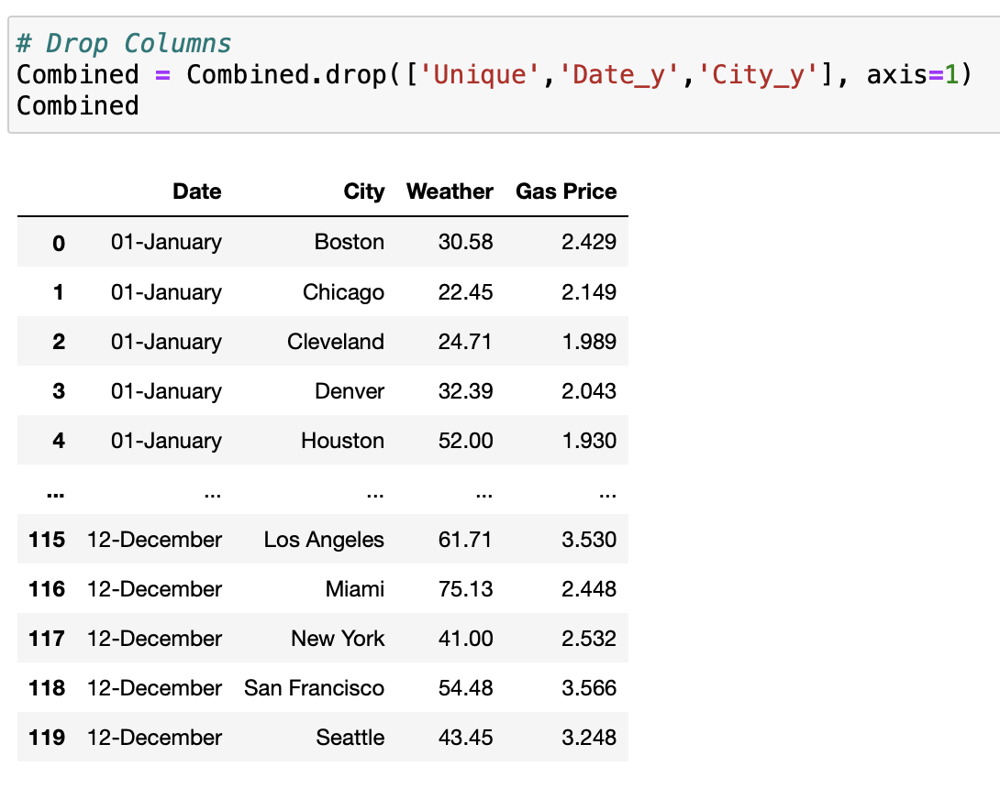 # Drop Columns
Combined = Combined.drop(['Unique','Date_y','City_y'], axis=1)
Combined
Date City Weather Gas Price
0 01-January Boston 30.58 2.429
1 01-January Chicago 22.45 2.149
2 01-January Cleveland 24.71 1.989
3 01-January Denver 32.39 2.043
4 01-January Houston 52.00 1.930
... ... ... ... ...
115 12-December Los Angeles 61.71 3.530
116 12-December Miami 75.13 2.448
117 12-December New York 41.00 2.532
118 12-December San Francisco 54.48 3.566
119 12-December Seattle 43.45 3.248